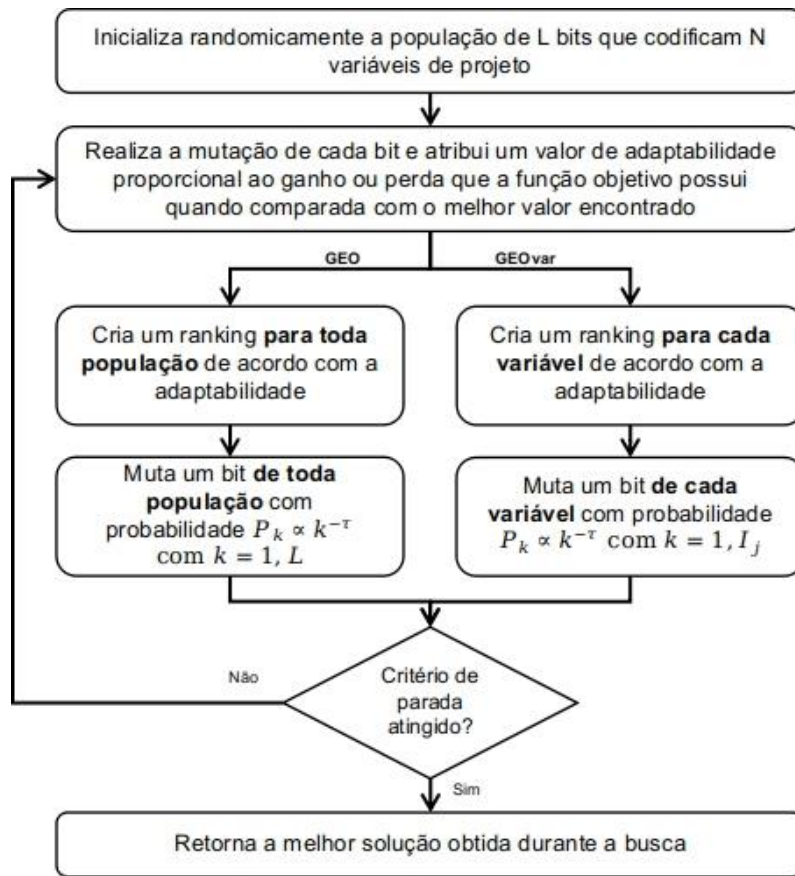 Inicializa randomicamente a população de L bits que codificam N
variáveis de projeto
Realiza a mutação de cada bit e atribui um valor de adaptabilidade
proporcional ao ganho ou perda que a função objetivo possui
quando comparada com o melhor valor encontrado
GEO
GEOvar
Cria um ranking para toda
população de acordo com a
adaptabilidade
Cria um ranking para cada
variável de acordo com a
adaptabilidade
Muta um bit de toda
população com
probabilidade $P_k \propto k^{-\tau}$
com $k = 1, L$
Muta um bit de cada
variável com probabilidade
$P_k \propto k^{-\tau}$ com $k = 1, I_j$
Não
Critério de
parada
atingido?
Sim
Retorna a melhor solução obtida durante a busca